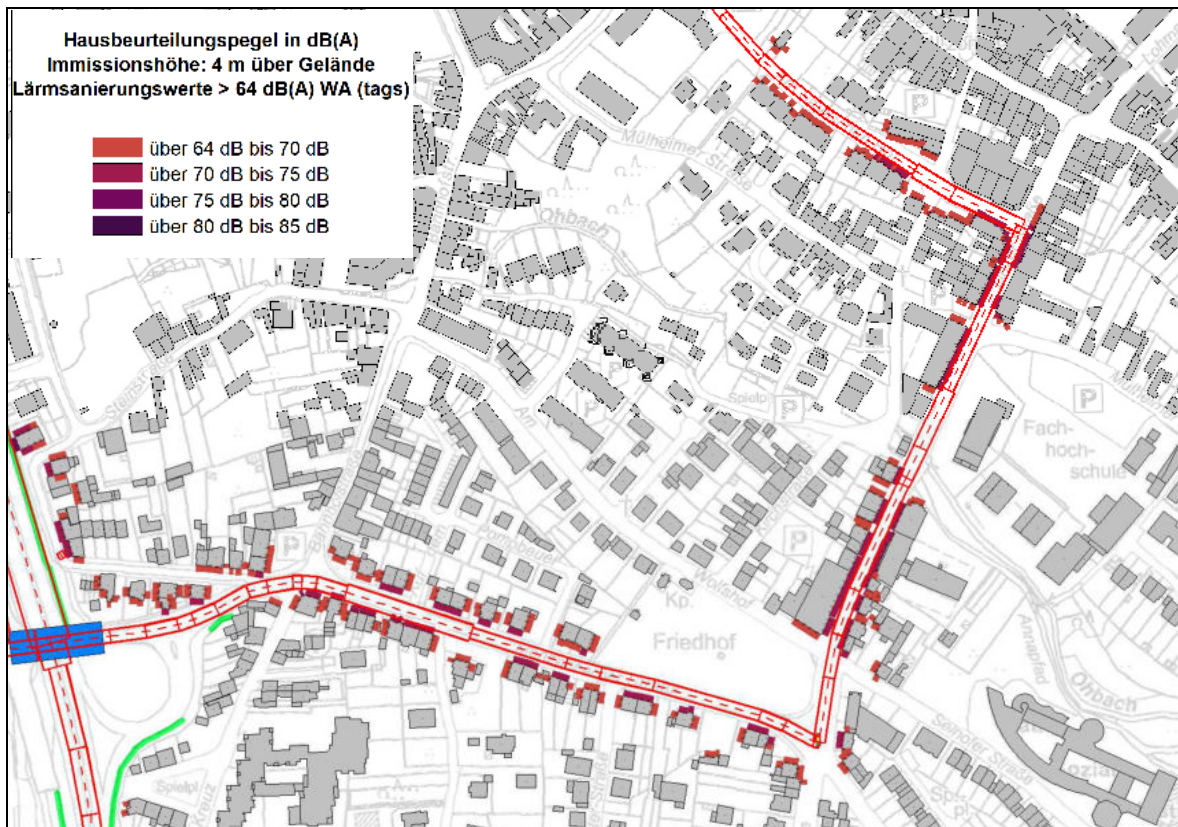 Hausbeurteilungspegel in dB(A)
Immissionshöhe: 4 m über Gelände
Lärmsanierungswerte > 64 dB(A) WA (tags)
über 64 dB bis 70 dB
über 70 dB bis 75 dB
über 75 dB bis 80 dB
über 80 dB bis 85 dB
P
Mülheimer Straße
Ohbach
P
P
Am
Spielpl
P
P
Fach-
hoch-
schule
P
P
Wolfshof
Kp.
Friedhof
Annapfad
Ohbach
Spielpl
Kreuz